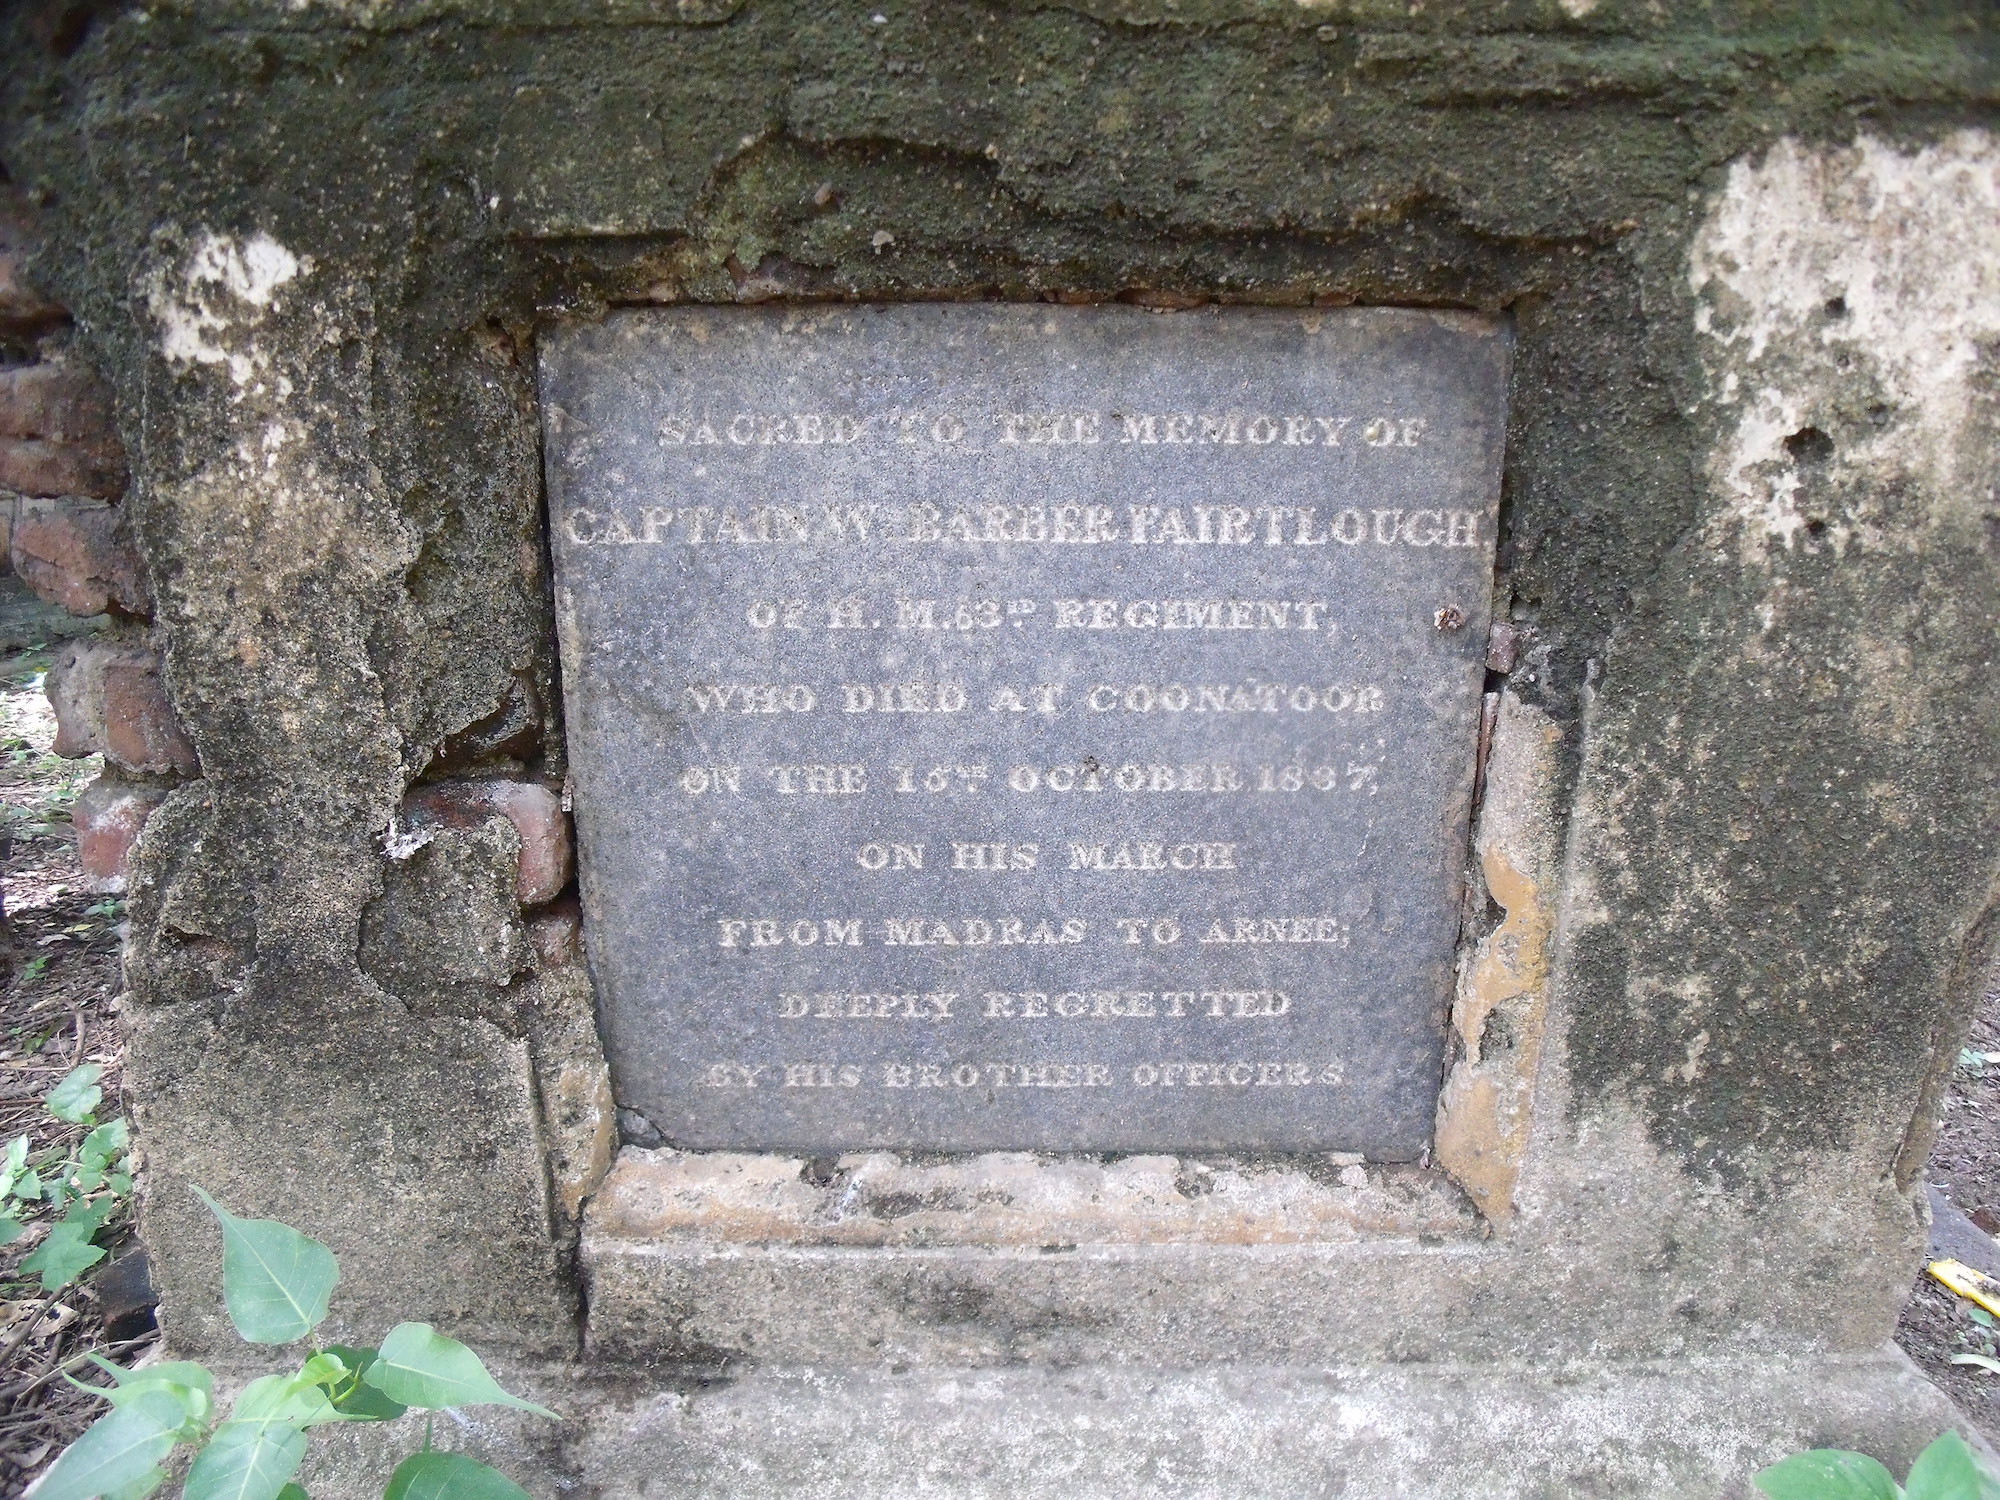 SACRED TO THE MEMORY OF
CAPTAIN W. BARBER FAIRTLOUGH
OF H. M. 63RD REGIMENT,
WHO DIED AT COONATOOR
ON THE 15TH OCTOBER 1837,
ON HIS MARCH
FROM MADRAS TO ARNEE;
DEEPLY REGRETTED
BY HIS BROTHER OFFICERS